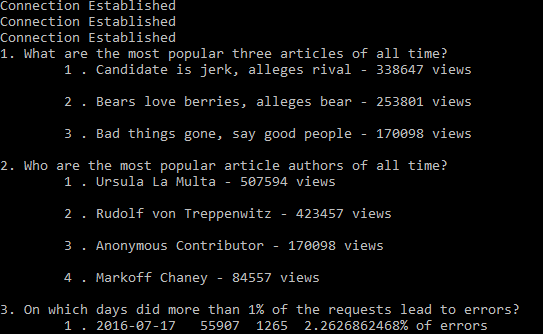 Connection Established
Connection Established
Connection Established
1. What are the most popular three articles of all time?
1 . Candidate is jerk, alleges rival - 338647 views
2 . Bears love berries, alleges bear - 253801 views
3 . Bad things gone, say good people - 170098 views
2. Who are the most popular article authors of all time?
1 . Ursula La Multa - 507594 views
2 . Rudolf von Treppenwitz - 423457 views
3 . Anonymous Contributor - 170098 views
4 . Markoff Chaney - 84557 views
3. On which days did more than 1% of the requests lead to errors?
1 . 2016-07-17   55907  1265  2.2626862468% of errors